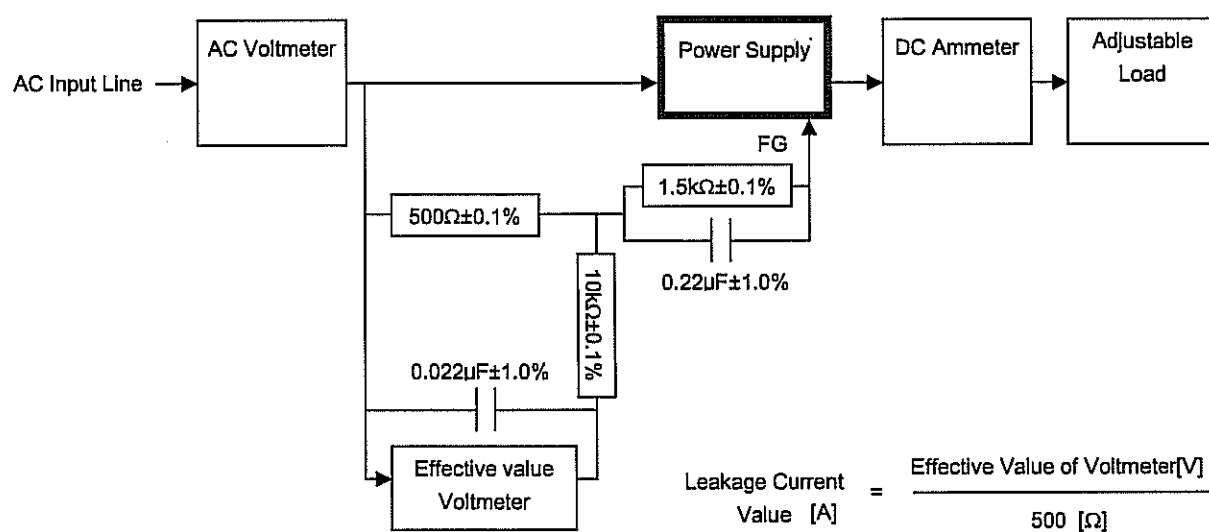 AC Voltmeter
Power Supply
DC Ammeter
Adjustable
Load
AC Input Line
FG
1.5kΩ±0.1%
500Ω±0.1%
0.22µF±1.0%
10kΩ±0.1%
0.022µF±1.0%
Effective value
Voltmeter
Leakage Current
Value [A]
=
Effective Value of Voltmeter[V]
500 [Ω]